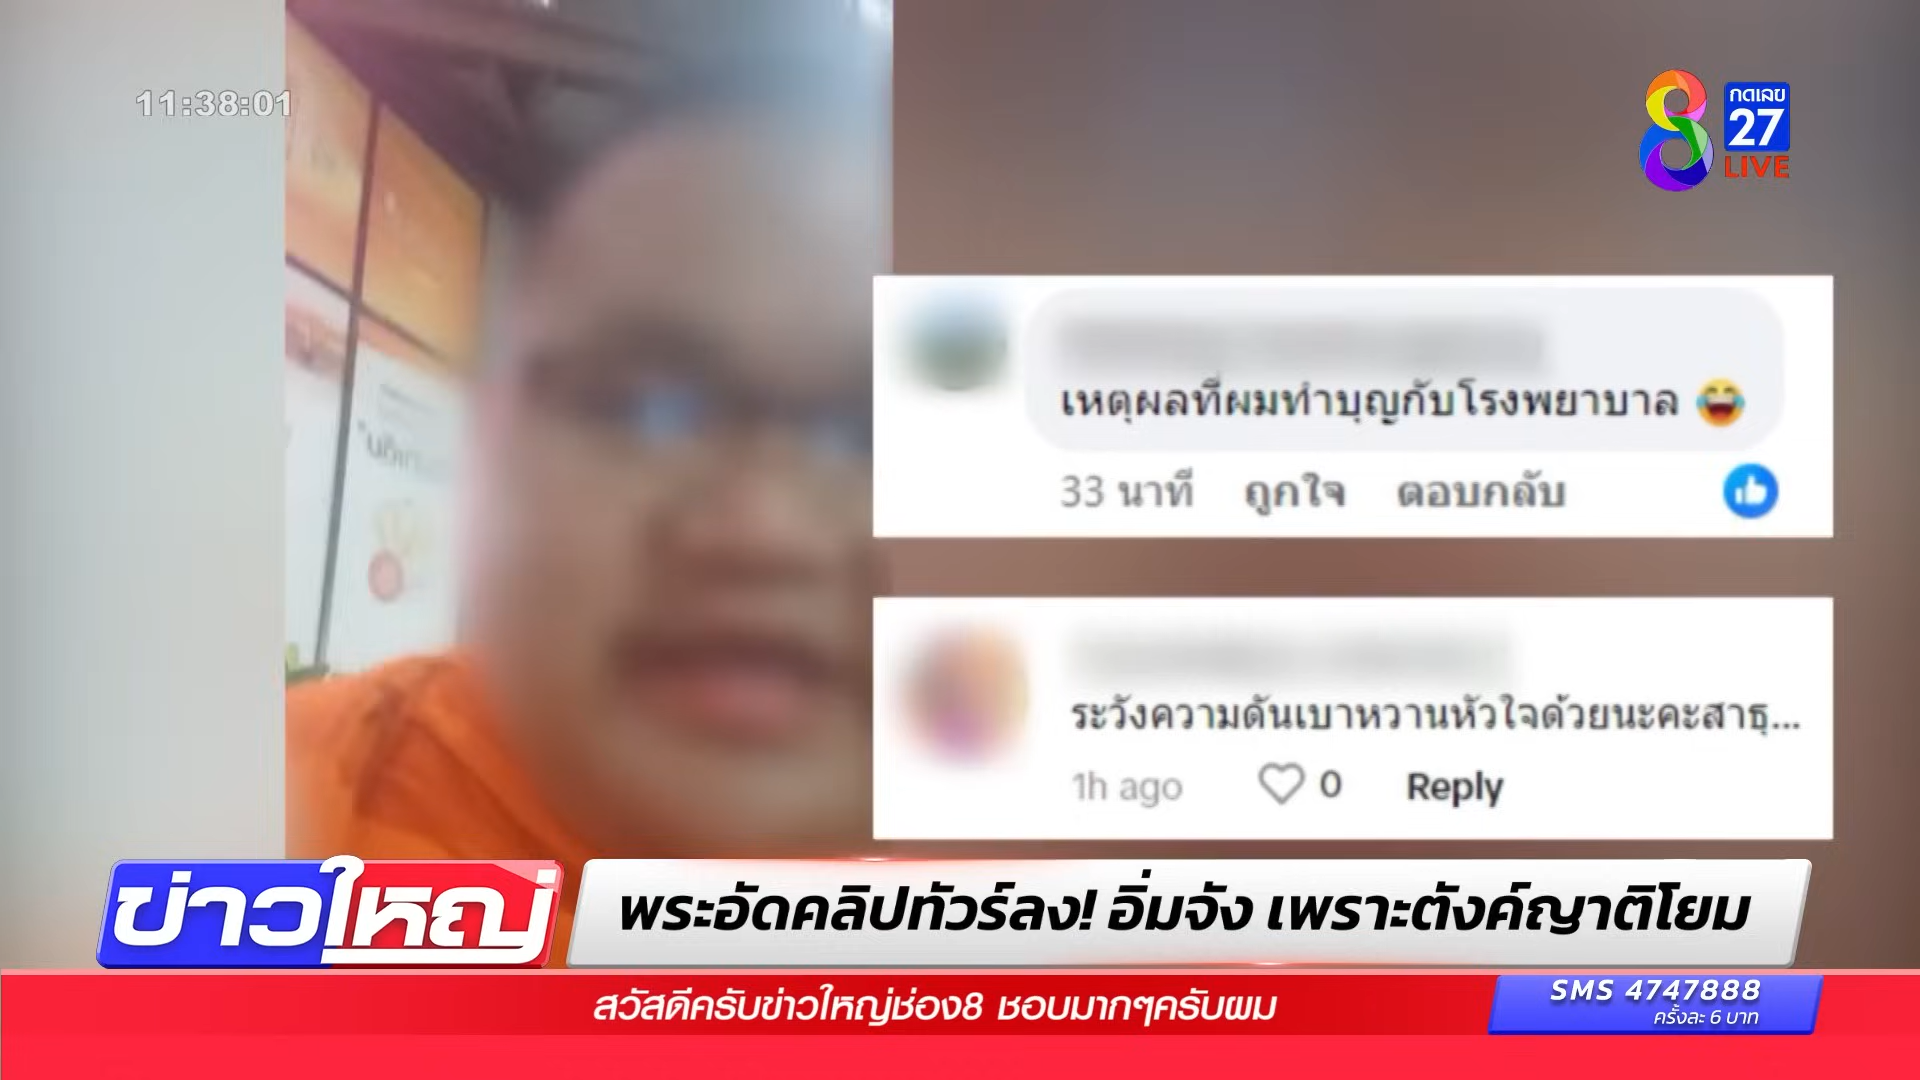 11:38:01
กดเลข
27
LIVE
เหตุผลที่ผมทำบุญกับโรงพยาบาล 😂
33 นาที ถูกใจ ตอบกลับ
ระวังความดันเบาหวานหัวใจด้วยนะคะสาธุ...
1h ago 0 Reply
ข่าวใหญ่
พระอัดคลิปทัวร์ลง! อิ่มจัง เพราะตังค์ญาติโยม
สวัสดีครับข่าวใหญ่ช่อง8 ชอบมากๆครับผม
SMS 4747888
ครั้งละ 6 บาท